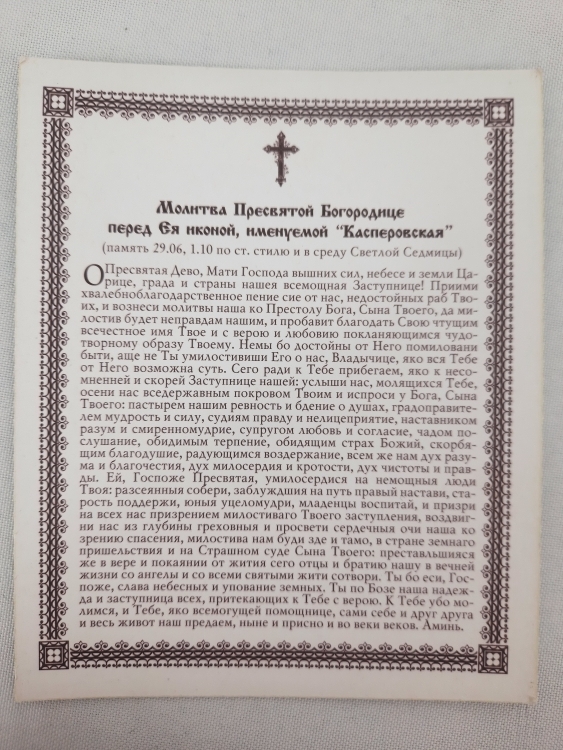 Молитва Пресвятой Богородице
перед Ея иконой, именуемой "Касперовская"
(память 29.06, 1.10 по ст. стилю и в среду Светлой Седмицы)
О Пресвятая Дево, Мати Господа вышних сил, небесе и земли Ца-
рице, града и страны нашея всемощная Заступнице! Приими
хвалебноблагодарственное пение сие от нас, недостойных раб Тво-
их, и вознеси молитвы наша ко Престолу Бога, Сына Твоего, да ми-
лостив будет неправдам нашим, и пробавит благодать Свою чтущим
всечестное имя Твое и с верою и любовию покланяющимся чудо-
творному образу Твоему. Немы бо достойны от Него помиловани
быти, аще не Ты умилостивиши Его о нас, Владычице, яко вся Тебе
от Него возможна суть. Сего ради к Тебе прибегаем, яко к несо-
мненней и скорей Заступнице нашей: услыши нас, молящихся Тебе,
осени нас вседержавным покровом Твоим и испроси у Бога, Сына
Твоего: пастырем нашим ревность и бдение о душах, градоправите-
лем мудрость и силу, судиям правду и нелицеприятие, наставником
разум и смиренномудрие, супругом любовь и согласие, чадом по-
слушание, обидимым терпение, обидящим страх Божий, скорбя-
щим благодушие, радующимся воздержание, всем же нам дух разу-
ма и благочестия, дух милосердия и кротости, дух чистоты и прав-
ды. Ей, Госпоже Пресвятая, умилосердися на немощныя люди
Твоя: разсеянныя собери, заблуждшия на путь правый настави, ста-
рость поддержи, юныя уцеломудри, младенцы воспитай, и призри
на всех нас призрением милостиваго Твоего заступления, воздвиг-
ни нас из глубины греховныя и просвети сердечныя очи наша ко
зрению спасения, милостива нам буди зде и тамо, в стране земнаго
пришельствия и на Страшном суде Сына Твоего: преставльшияся
же в вере и покаянии от жития сего отцы и братию нашу в вечней
жизни со ангелы и со всеми святыми жити сотвори. Ты бо еси, Гос-
поже, слава небесных и упование земных. Ты по Бозе наша надеж-
да и заступница всех, притекающих к Тебе с верою. К Тебе убо мо-
лимся, и Тебе, яко всемогущей помощнице, сами себе и друг друга
и весь живот наш предаем, ныне и присно и во веки веков. Аминь.